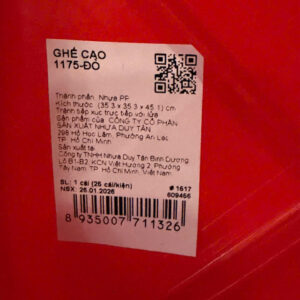 GHẾ CAO
1175-ĐỎ
Thành phần: Nhựa PP
Kích thước: (35.3 x 35.3 x 45.1) cm
Tránh tiếp xúc trực tiếp với lửa
Sản phẩm của: CÔNG TY CỔ PHẦN
SẢN XUẤT NHỰA DUY TÂN
298 Hồ Học Lãm, Phường An Lạc,
TP. Hồ Chí Minh
Sản xuất tại:
Công ty TNHH Nhựa Duy Tân Bình Dương
Lô B1-B2, KCN Việt Hương 2, Phường
Tây Nam, TP. Hồ Chí Minh, Việt Nam
SL: 1 cái (25 cái/kiện) # 1617
NSX: 26.01.2026 609466
8 935007 711326